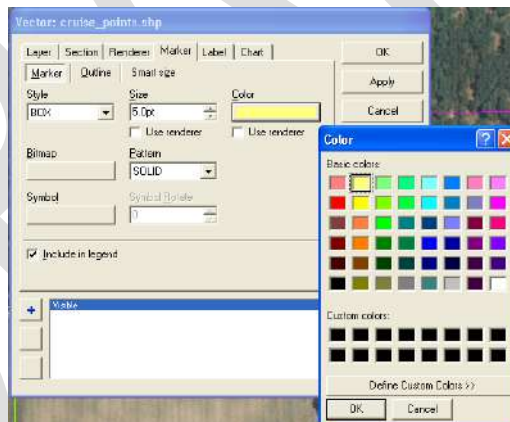 Vector: cruise_points.shp
Layer Section Renderer Marker Label Chart
OK
Marker Outline Smart size
Apply
Style Size Color
BOX 5.0pt
Cancel
Use renderer Use renderer
Bitmap Pattern
SOLID
Symbol Symbol Rotate
0
Include in legend
Visible
Color
Basic colors:
Custom colors:
Define Custom Colors >>
OK Cancel